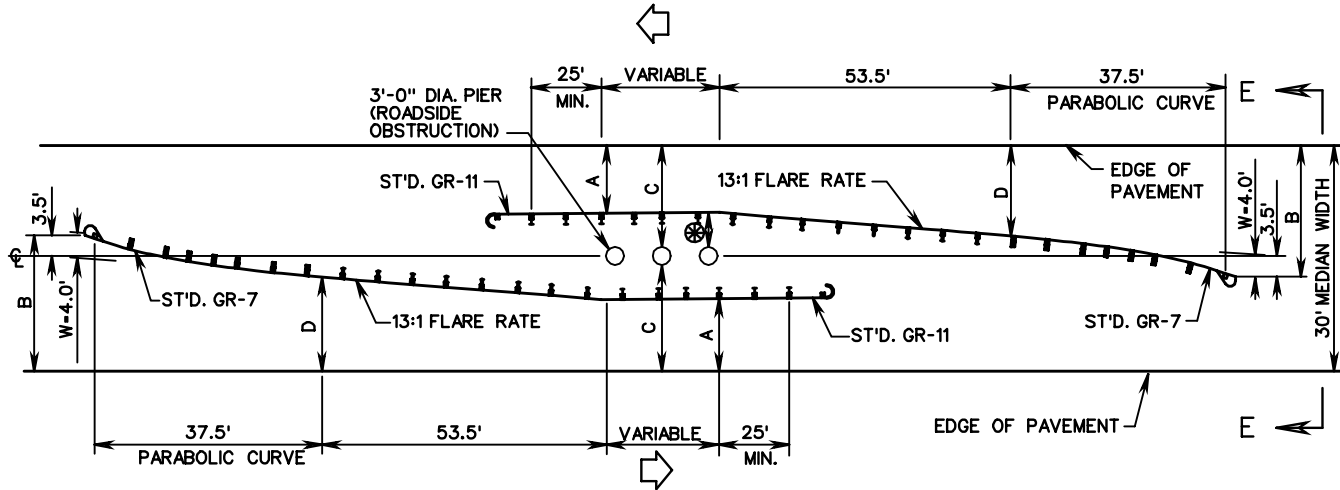 25'
MIN.
VARIABLE
53.5'
37.5'
PARABOLIC CURVE
E
3'-0" DIA. PIER
(ROADSIDE
OBSTRUCTION)
ST'D. GR-11
A
C
13:1 FLARE RATE
D
EDGE OF
PAVEMENT
W=4.0'
3.5'
B
30' MEDIAN WIDTH
3.5'
W=4.0'
B
℄
ST'D. GR-7
D
13:1 FLARE RATE
C
A
ST'D. GR-11
ST'D. GR-7
37.5'
PARABOLIC CURVE
53.5'
VARIABLE
25'
MIN.
EDGE OF PAVEMENT
E